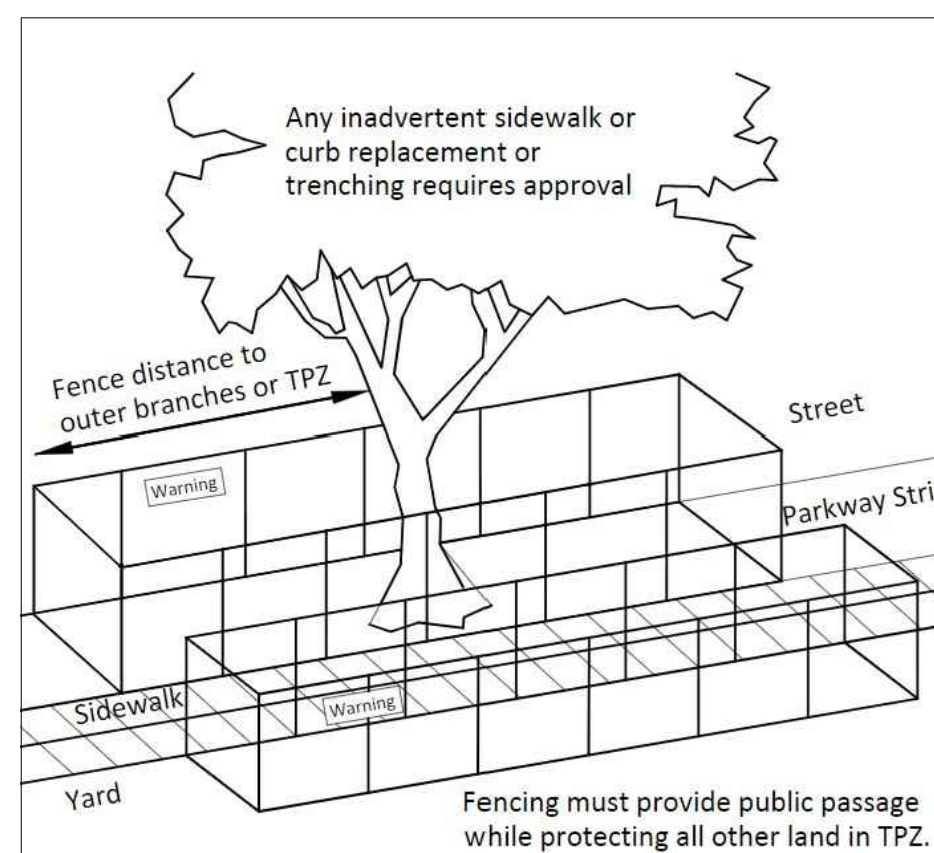 Any inadvertent sidewalk or
curb replacement or
trenching requires approval
Fence distance to
outer branches or TPZ
Street
Warning
Parkway Stri
Sidewalk
Warning
Yard
Fencing must provide public passage
while protecting all other land in TPZ.